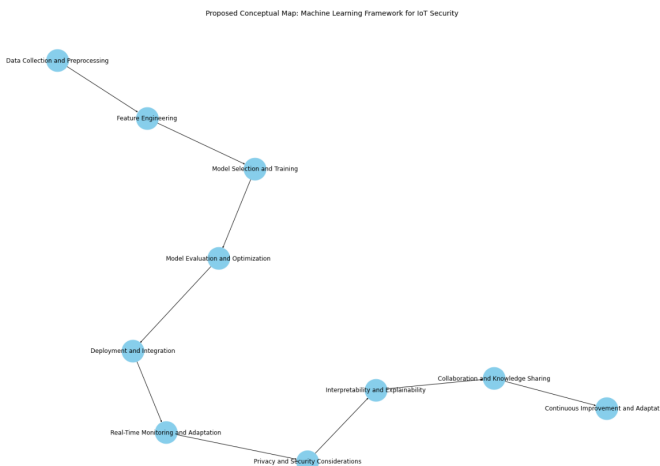 Proposed Conceptual Map: Machine Learning Framework for IoT Security
Data Collection and Preprocessing
Feature Engineering
Model Selection and Training
Model Evaluation and Optimization
Deployment and Integration
Real-Time Monitoring and Adaptation
Privacy and Security Considerations
Interpretability and Explainability
Collaboration and Knowledge Sharing
Continuous Improvement and Adaptat